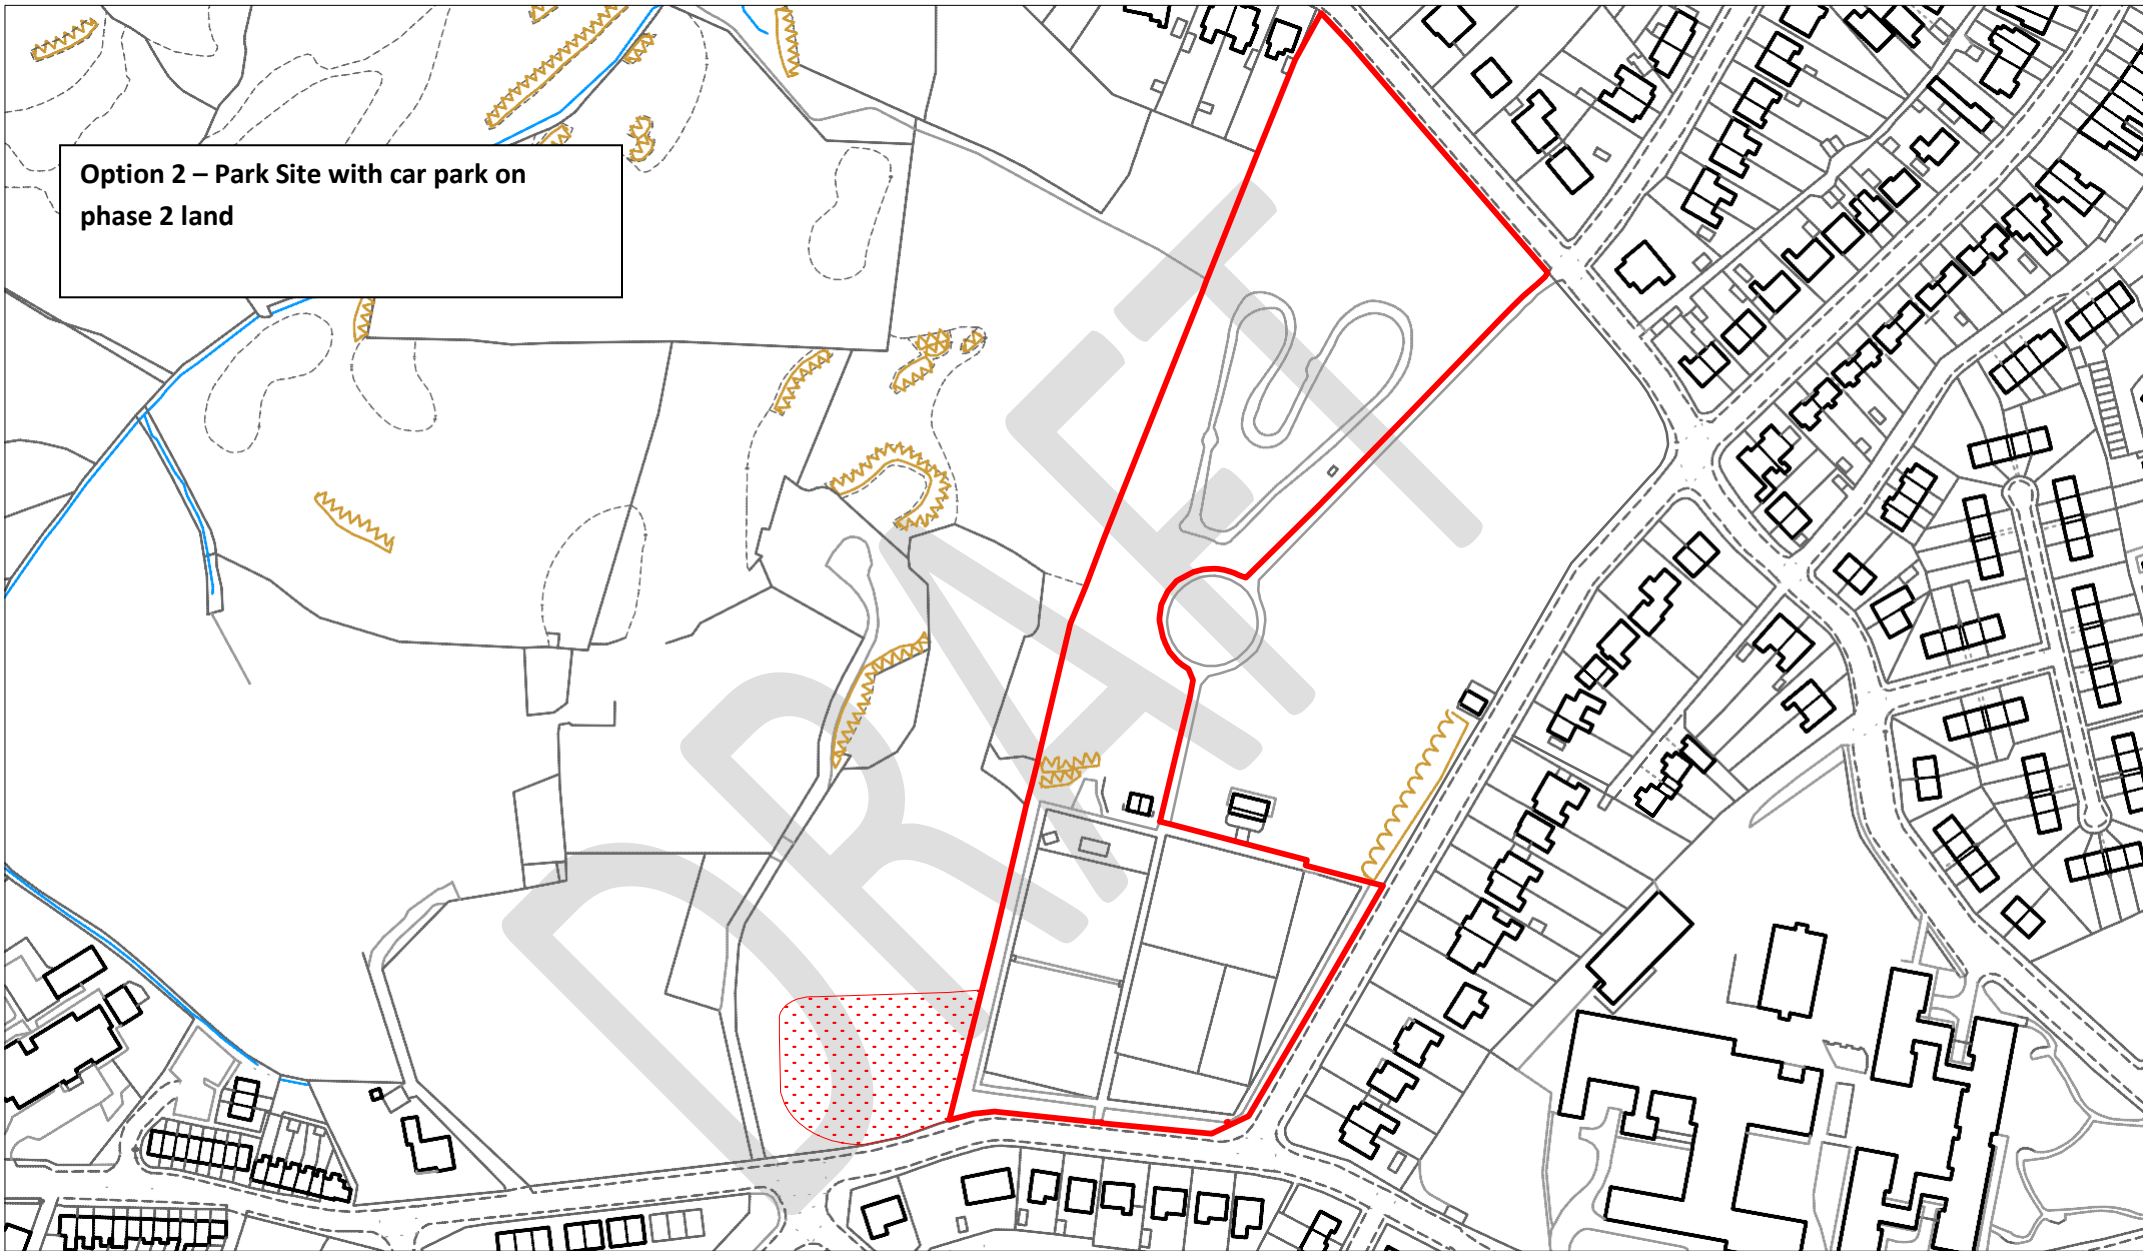 Option 2 – Park Site with car park on
phase 2 land
DRAFT